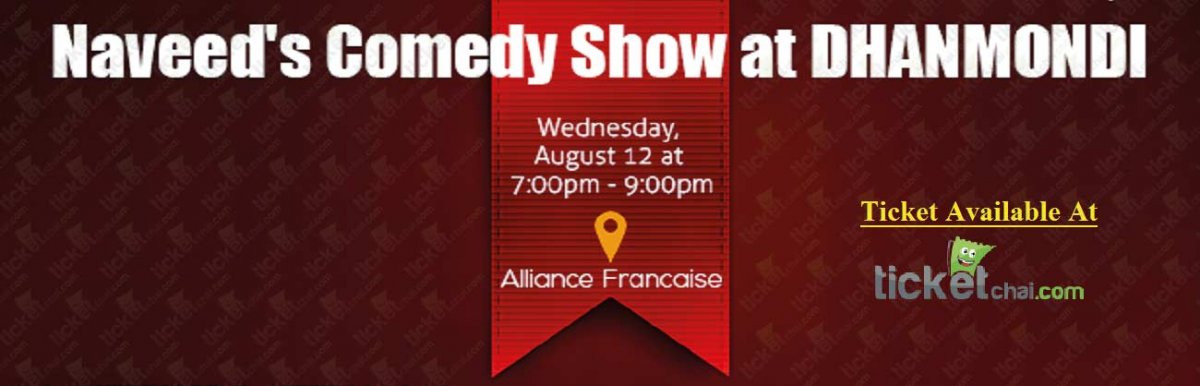 Naveed's Comedy Show at DHANMONDI
Wednesday,
August 12 at
7:00pm - 9:00pm
Alliance Francaise
Ticket Available At
ticketchai.com